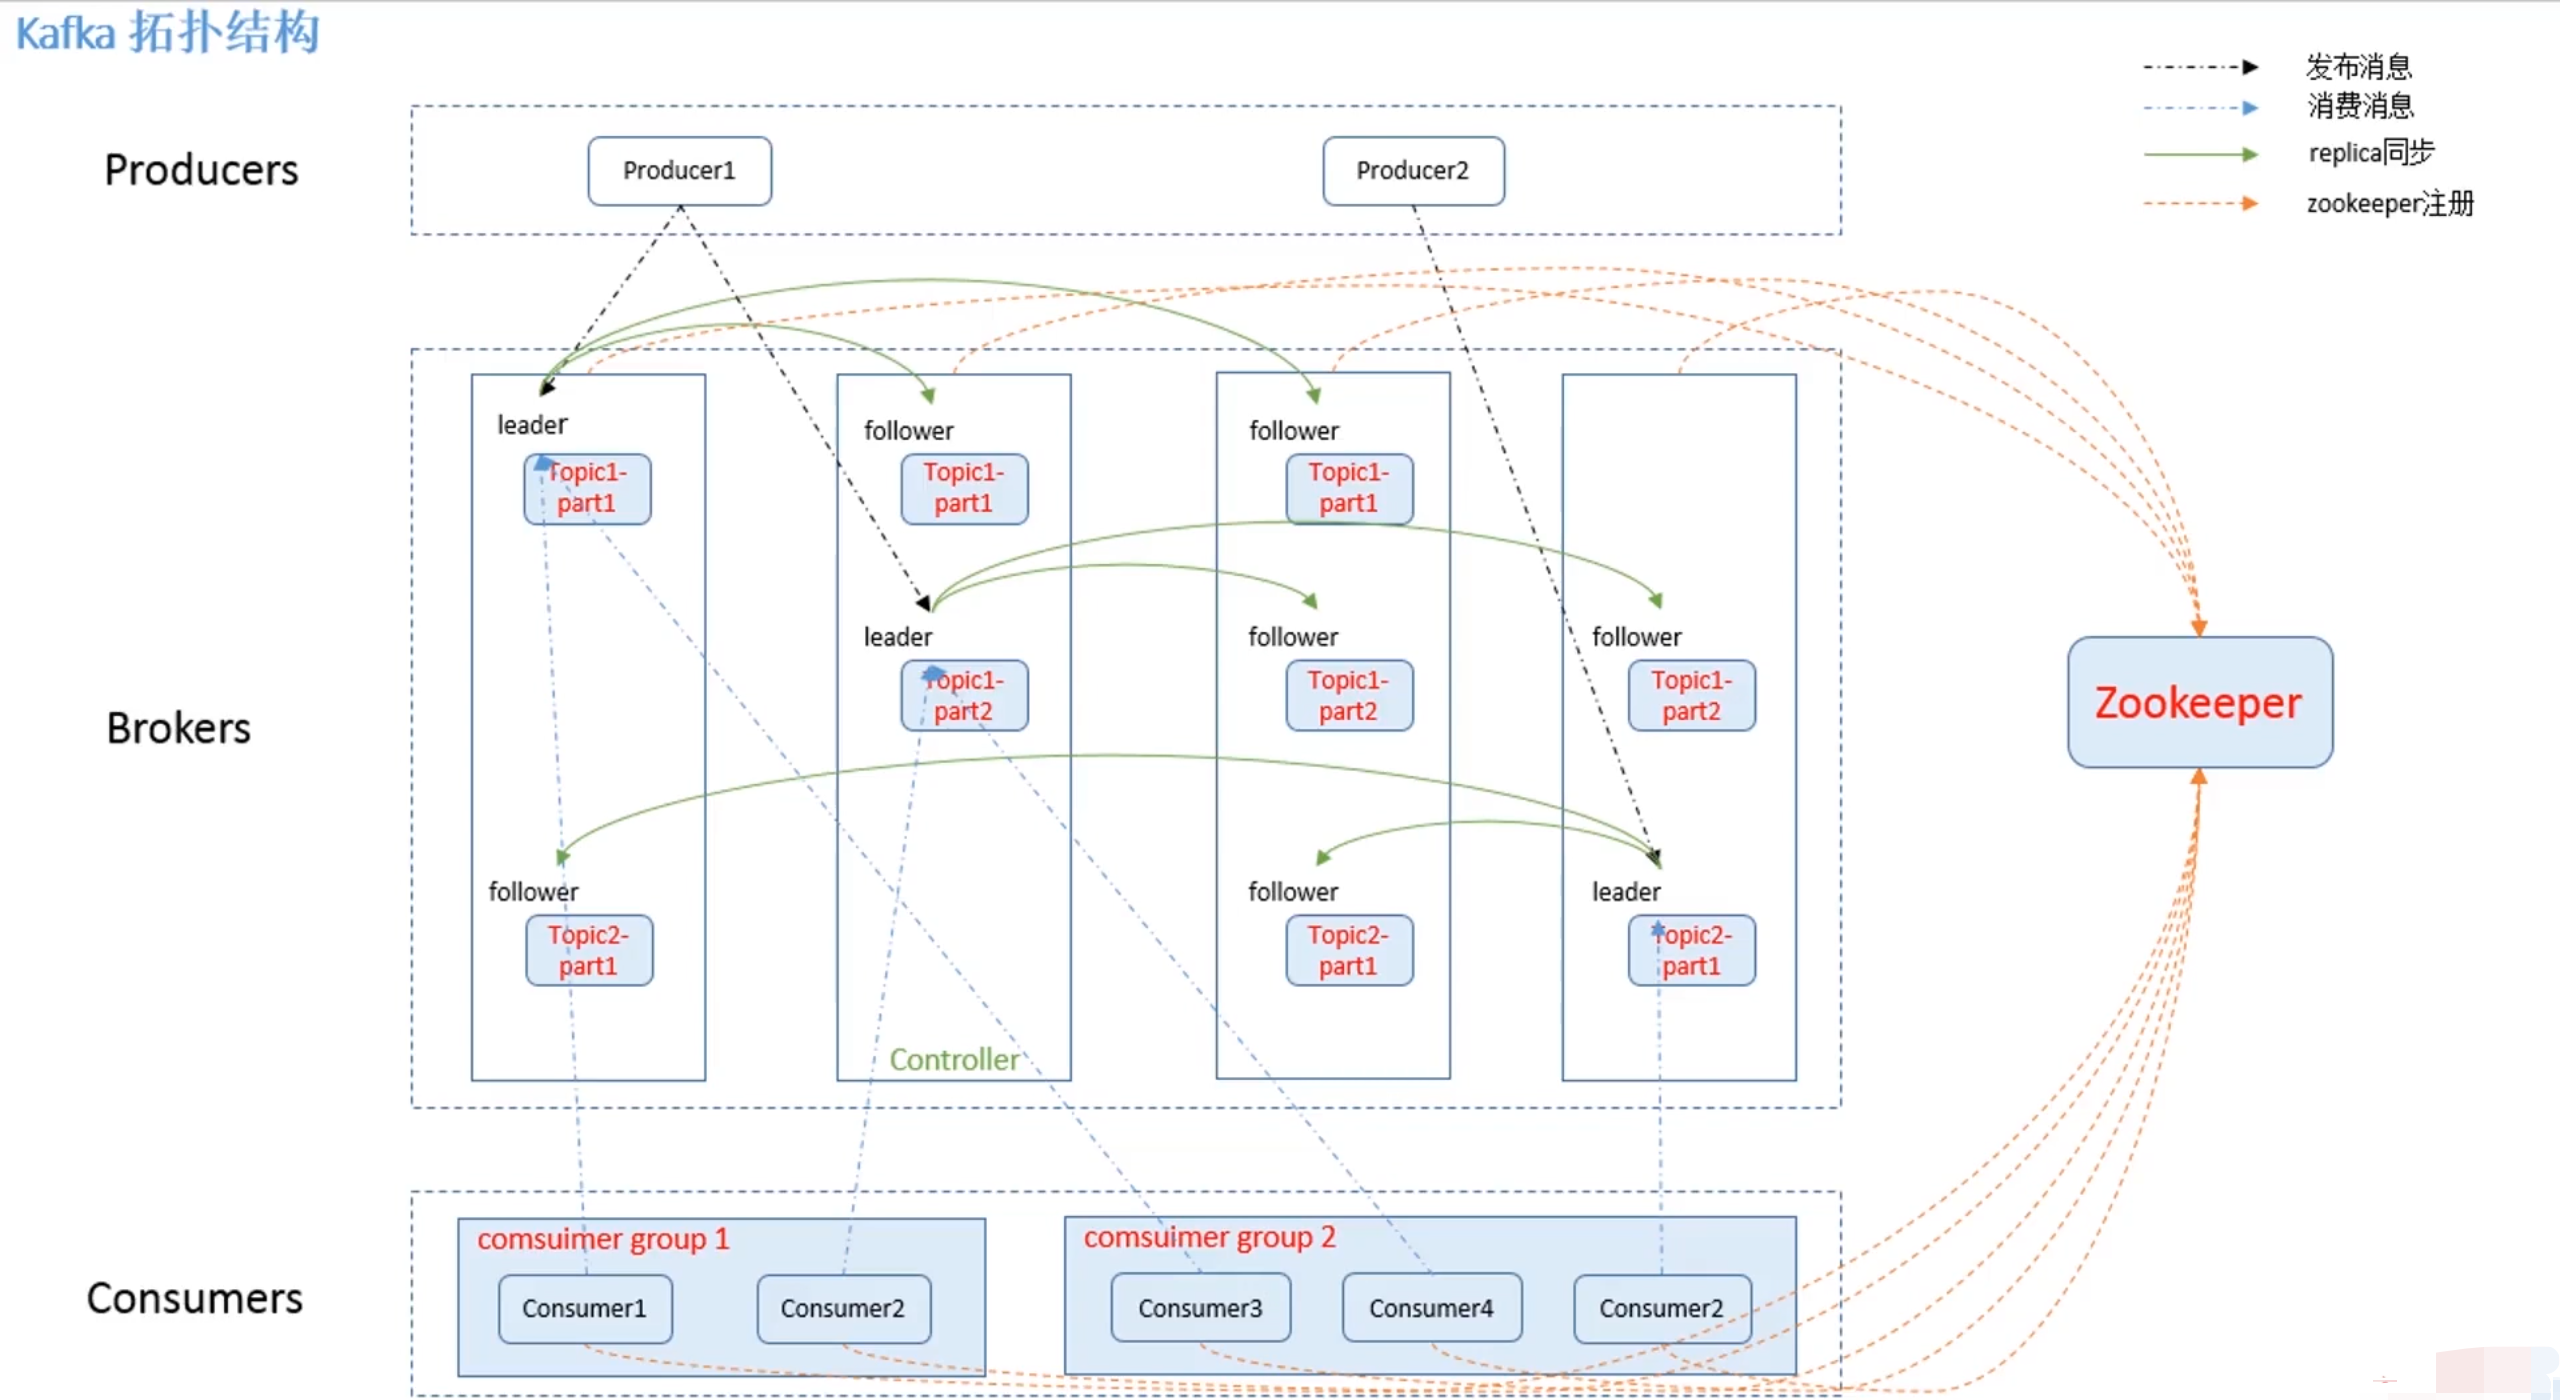 Kafka 拓扑结构
发布消息
消费消息
replica同步
zookeeper注册
Producers
Producer1
Producer2
Brokers
leader
Topic1-
part1
follower
Topic1-
part1
follower
Topic1-
part1
leader
Topic1-
part2
follower
Topic1-
part2
follower
Topic1-
part2
follower
Topic2-
part1
follower
Topic2-
part1
leader
Topic2-
part1
Controller
Zookeeper
Consumers
comsuimer group 1
Consumer1
Consumer2
comsuimer group 2
Consumer3
Consumer4
Consumer2